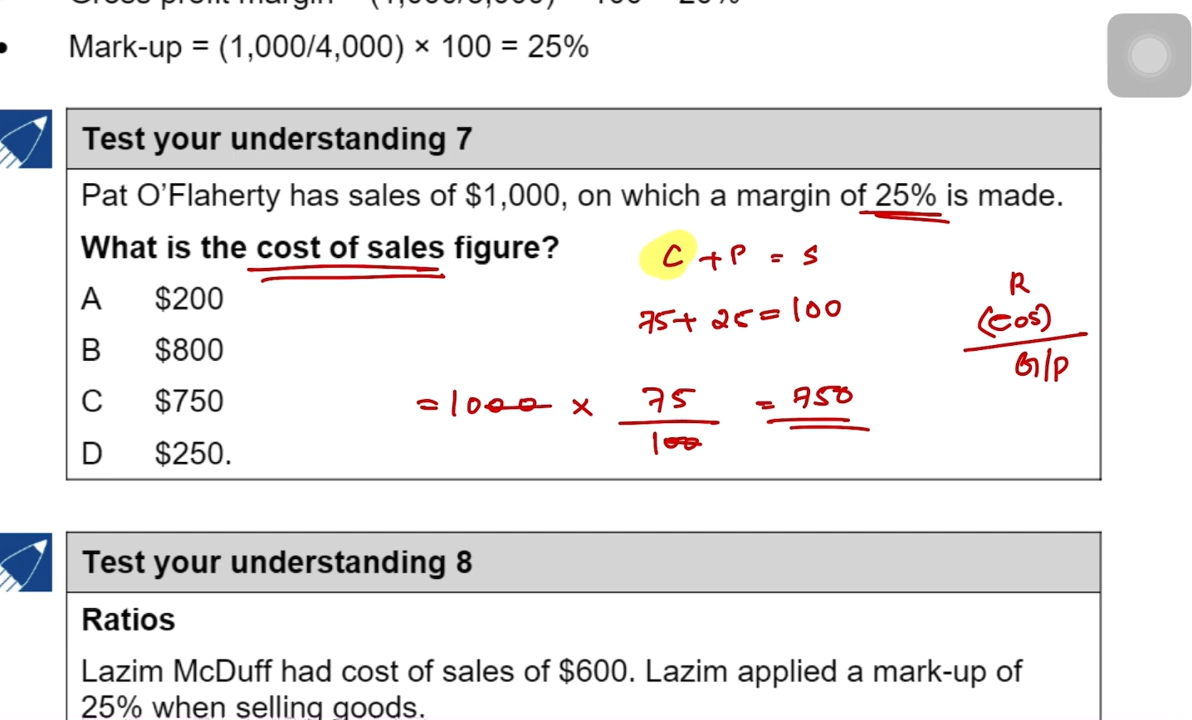 Mark-up = (1,000/4,000) × 100 = 25%
Test your understanding 7
Pat O'Flaherty has sales of $1,000, on which a margin of 25% is made.
What is the cost of sales figure?
A $200
B $800
C $750
D $250.
C + P = S
75 + 25 = 100
= 1000 × 75/100 = 750
R
(COS)
G/P
Test your understanding 8
Ratios
Lazim McDuff had cost of sales of $600. Lazim applied a mark-up of
25% when selling goods.